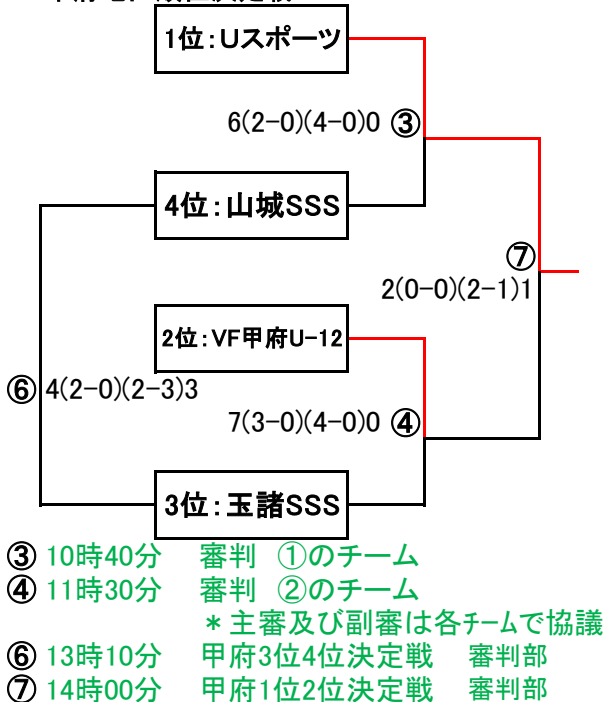 1位:Uスポーツ
6(2-0)(4-0)0 ③
4位:山城SSS
⑦
2(0-0)(2-1)1
2位:VF甲府U-12
⑥ 4(2-0)(2-3)3
7(3-0)(4-0)0 ④
3位:玉諸SSS
③ 10時40分 審判 ①のチーム
④ 11時30分 審判 ②のチーム
*主審及び副審は各チームで協議
⑥ 13時10分 甲府3位4位決定戦 審判部
⑦ 14時00分 甲府1位2位決定戦 審判部